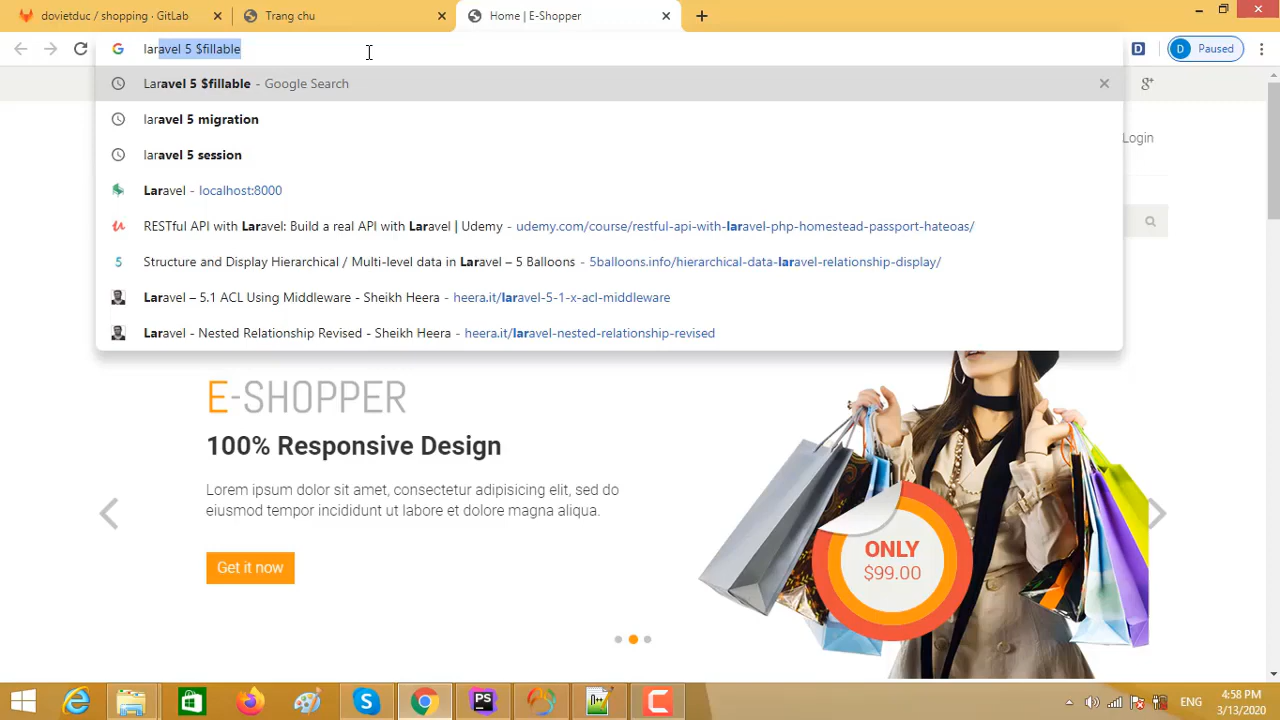 dovietduc / shopping · GitLab
Trang chu
Home | E-Shopper
laravel 5 $fillable
D
D Paused
Laravel 5 $fillable - Google Search
laravel 5 migration
laravel 5 session
Laravel - localhost:8000
RESTful API with Laravel: Build a real API with Laravel | Udemy - udemy.com/course/restful-api-with-laravel-php-homestead-passport-hateoas/
Structure and Display Hierarchical / Multi-level data in Laravel – 5 Balloons - 5balloons.info/hierarchical-data-laravel-relationship-display/
Laravel – 5.1 ACL Using Middleware - Sheikh Heera - heera.it/laravel-5-1-x-acl-middleware
Laravel - Nested Relationship Revised - Sheikh Heera - heera.it/laravel-nested-relationship-revised
Login
E-SHOPPER
100% Responsive Design
Lorem ipsum dolor sit amet, consectetur adipisicing elit, sed do
eiusmod tempor incididunt ut labore et dolore magna aliqua.
Get it now
ONLY
$99.00
ENG
4:58 PM
3/13/2020